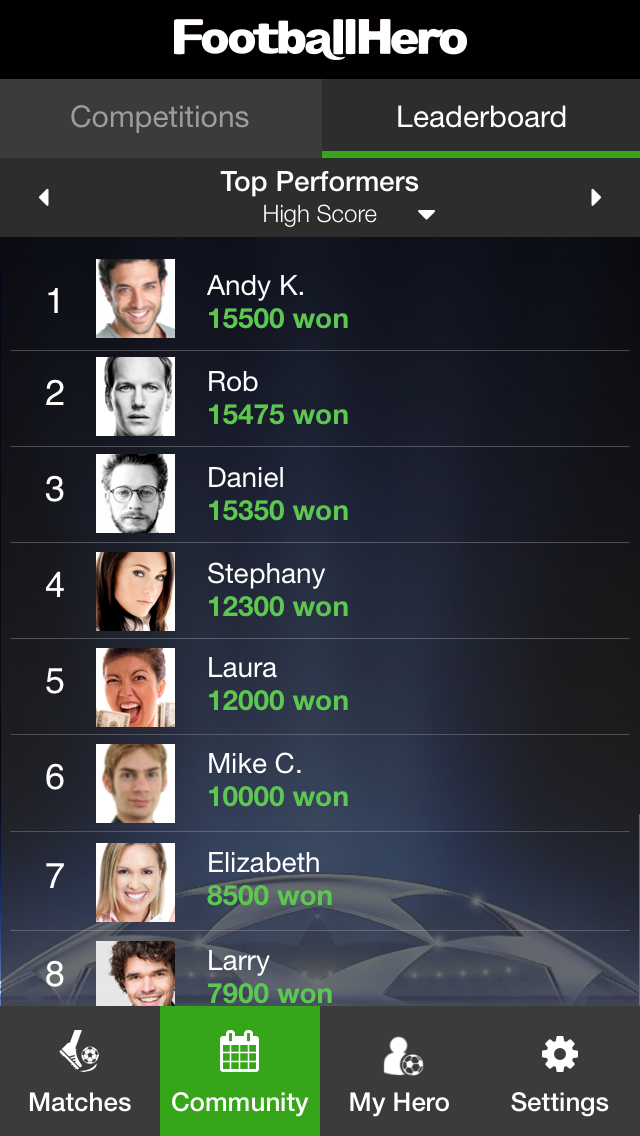 FootballHero
Competitions
Leaderboard
Top Performers
High Score
1
Andy K.
15500 won
2
Rob
15475 won
3
Daniel
15350 won
4
Stephany
12300 won
5
Laura
12000 won
6
Mike C.
10000 won
7
Elizabeth
8500 won
8
Larry
7900 won
Matches
Community
My Hero
Settings